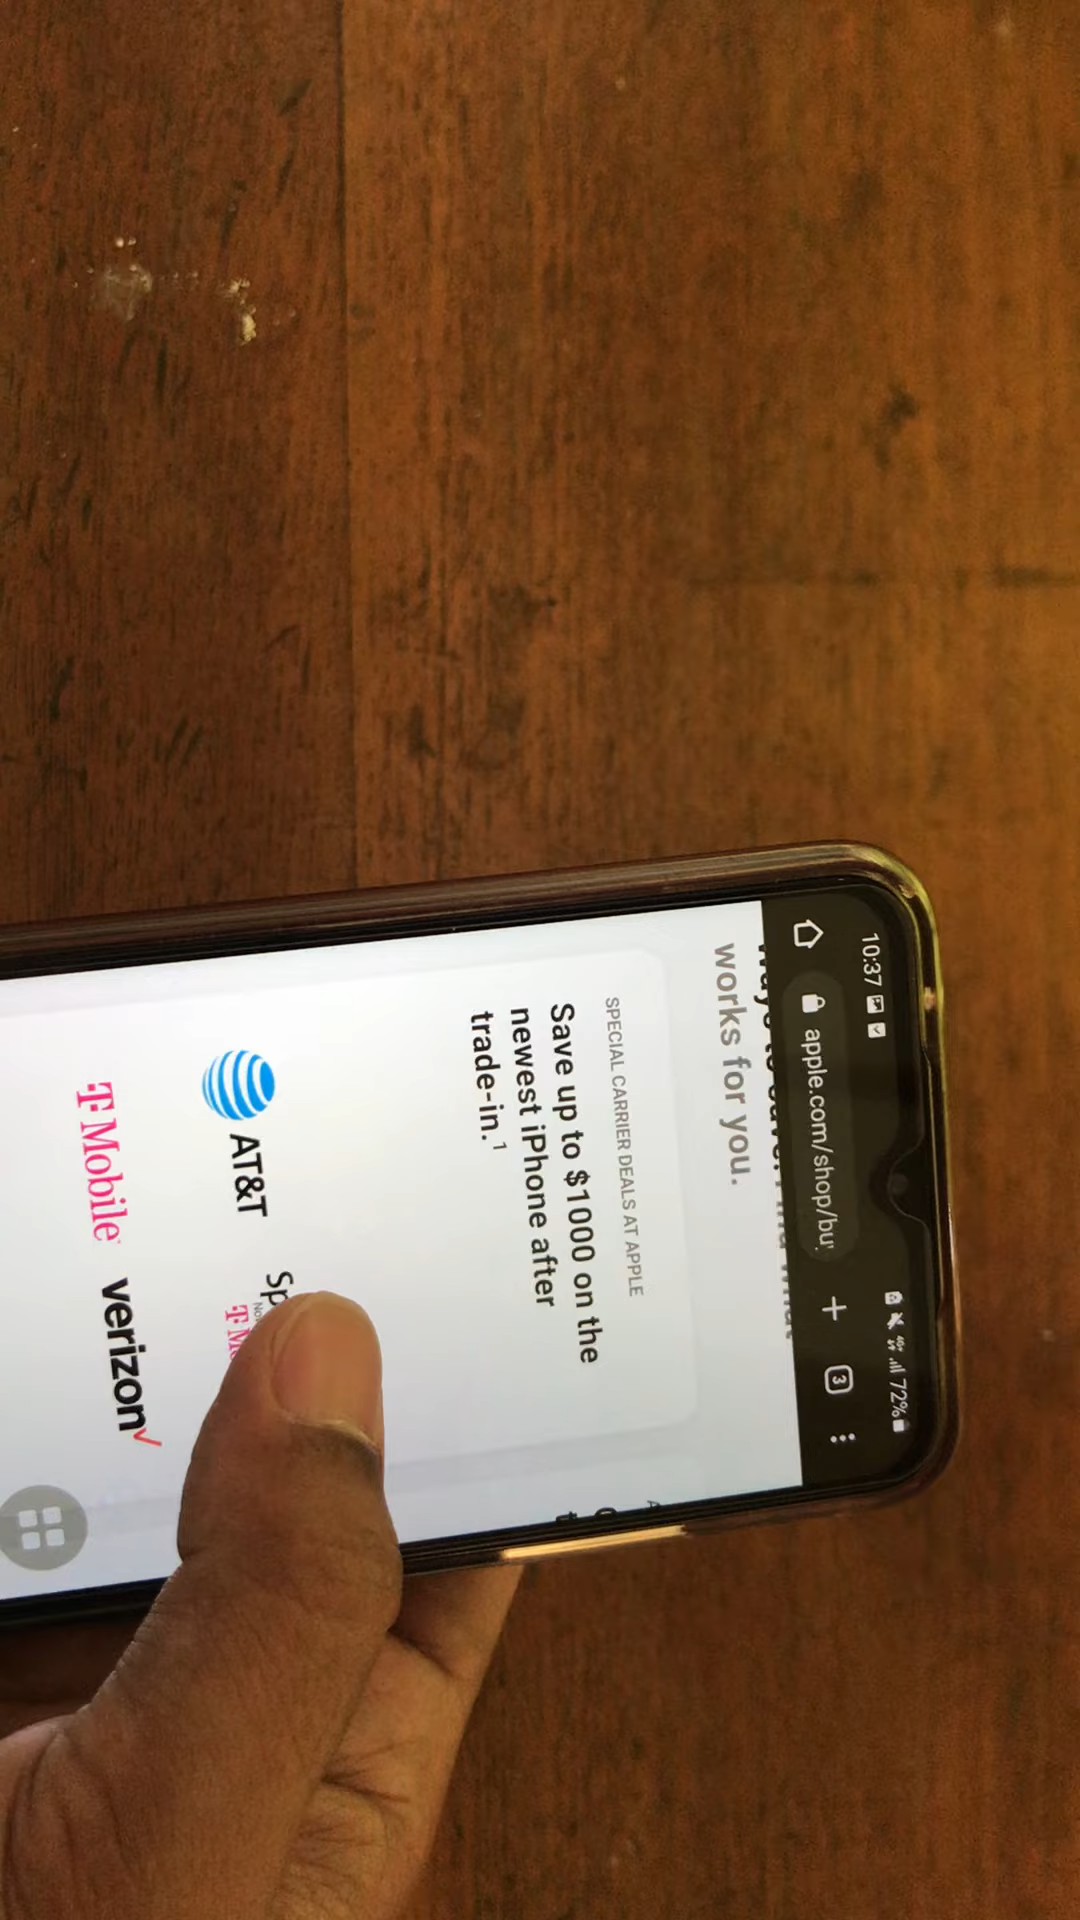 10:37
72%
apple.com/shop/bu
3
works for you.
SPECIAL CARRIER DEALS AT APPLE
Save up to $1000 on the
newest iPhone after
trade-in.1
AT&T
T Mobile
verizon